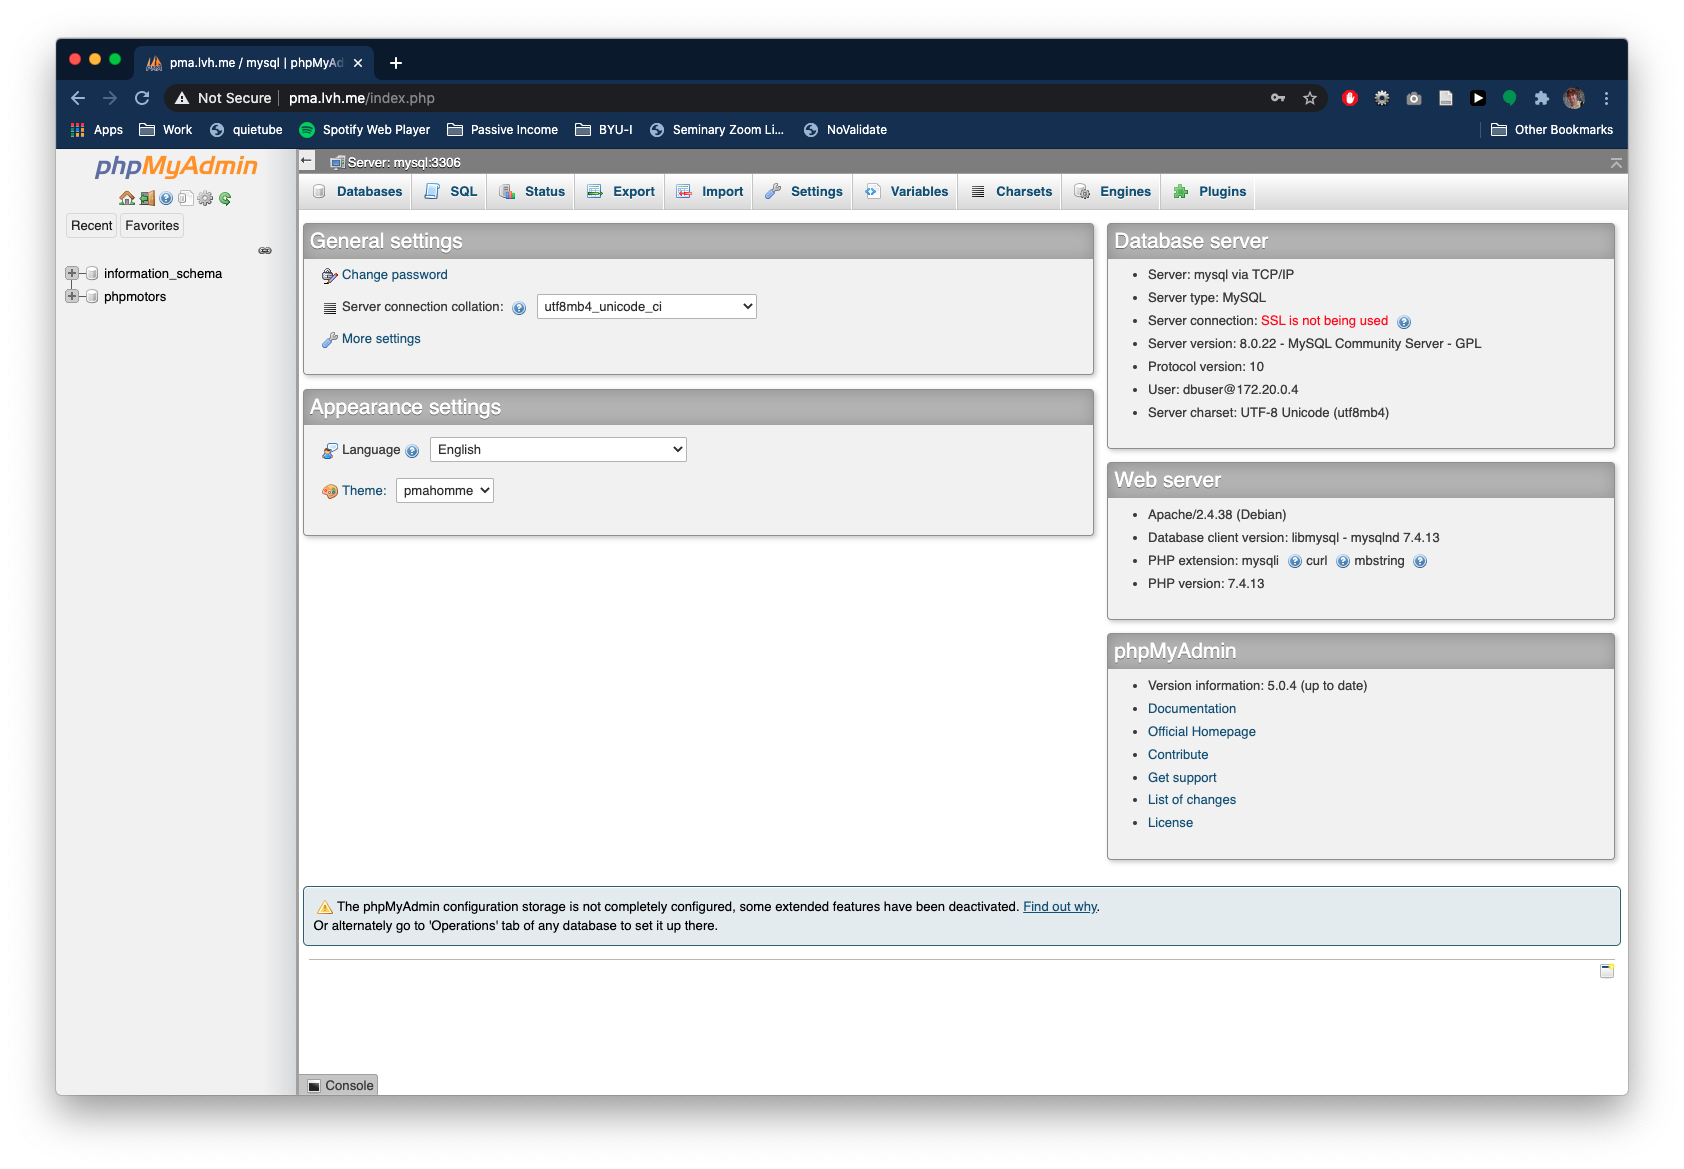 pma.lvh.me / mysql | phpMyAd
Not Secure pma.lvh.me/index.php
Apps Work quietube Spotify Web Player Passive Income BYU-I Seminary Zoom Li... NoValidate Other Bookmarks
phpMyAdmin
Recent Favorites
information_schema
phpmotors
Server: mysql:3306
Databases SQL Status Export Import Settings Variables Charsets Engines Plugins
General settings
Change password
Server connection collation: utf8mb4_unicode_ci
More settings
Appearance settings
Language English
Theme: pmahomme
Database server
Server: mysql via TCP/IP
Server type: MySQL
Server connection: SSL is not being used
Server version: 8.0.22 - MySQL Community Server - GPL
Protocol version: 10
User: dbuser@172.20.0.4
Server charset: UTF-8 Unicode (utf8mb4)
Web server
Apache/2.4.38 (Debian)
Database client version: libmysql - mysqlnd 7.4.13
PHP extension: mysqli curl mbstring
PHP version: 7.4.13
phpMyAdmin
Version information: 5.0.4 (up to date)
Documentation
Official Homepage
Contribute
Get support
List of changes
License
The phpMyAdmin configuration storage is not completely configured, some extended features have been deactivated. Find out why.
Or alternately go to 'Operations' tab of any database to set it up there.
Console